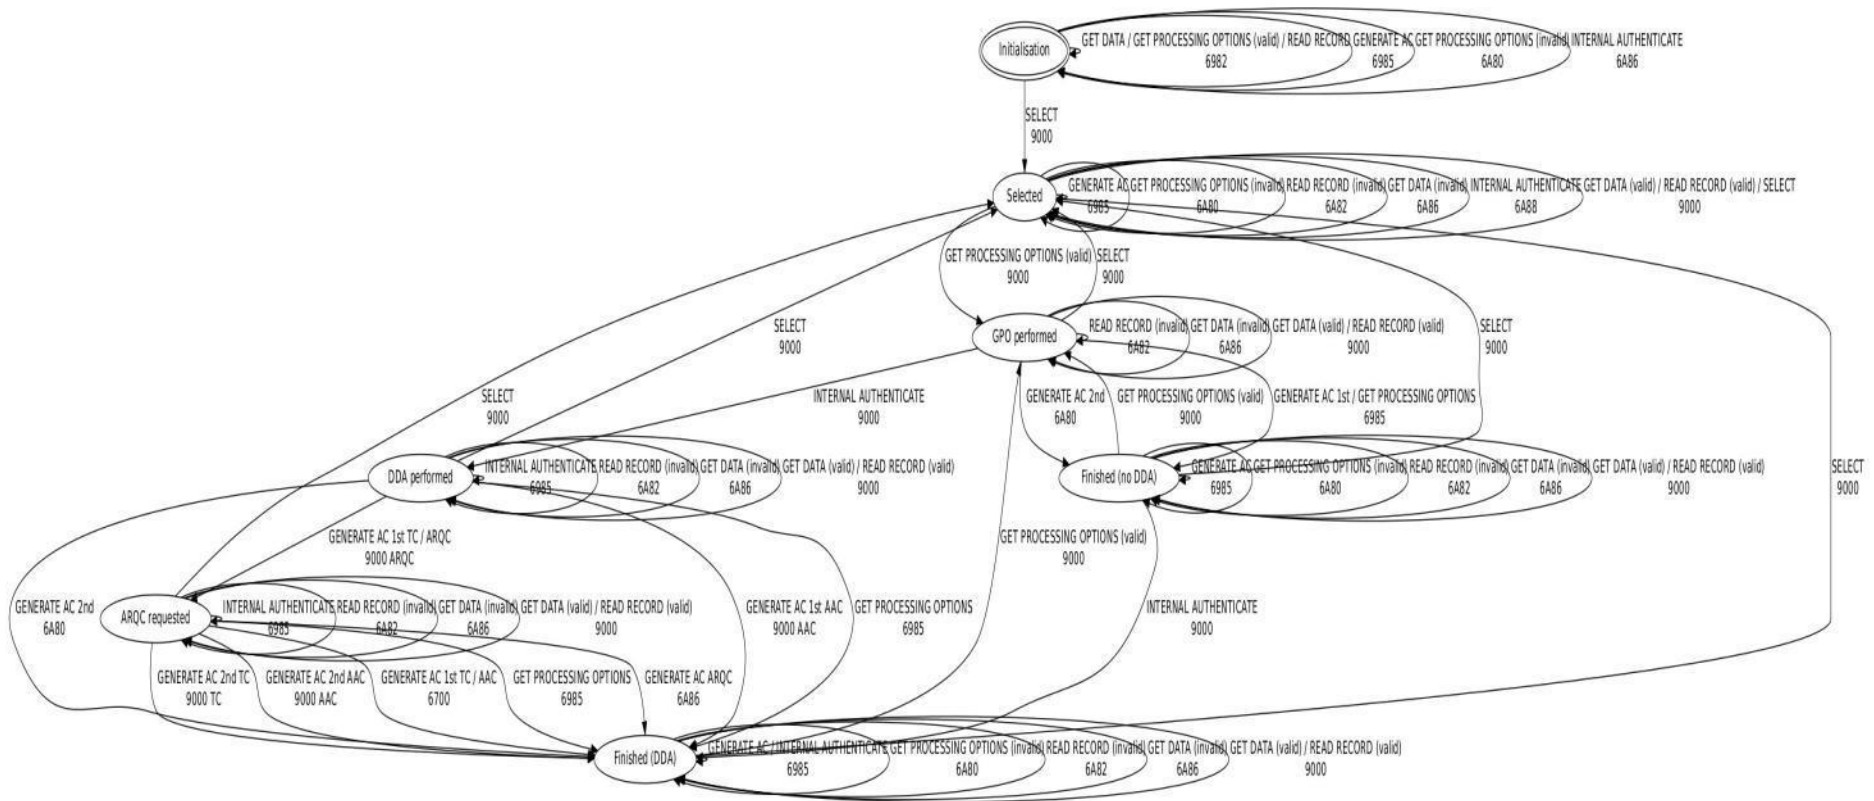 Initialisation
GET DATA / GET PROCESSING OPTIONS (valid) / READ RECORD
6982
GENERATE AC
6985
GET PROCESSING OPTIONS (invalid)
6A80
INTERNAL AUTHENTICATE
6A86
SELECT
9000
Selected
GENERATE AC
6985
GET PROCESSING OPTIONS (invalid)
6A80
READ RECORD (invalid)
6A82
GET DATA (invalid)
6A86
INTERNAL AUTHENTICATE
6A88
GET DATA (valid) / READ RECORD (valid) / SELECT
9000
GET PROCESSING OPTIONS (valid)
9000
SELECT
9000
SELECT
9000
SELECT
9000
GPO performed
READ RECORD (invalid)
6A82
GET DATA (invalid)
6A86
GET DATA (valid) / READ RECORD (valid)
9000
SELECT
9000
INTERNAL AUTHENTICATE
9000
GENERATE AC 2nd
6A80
GET PROCESSING OPTIONS (valid)
9000
GENERATE AC 1st / GET PROCESSING OPTIONS
6985
DDA performed
INTERNAL AUTHENTICATE
6985
READ RECORD (invalid)
6A82
GET DATA (invalid)
6A86
GET DATA (valid) / READ RECORD (valid)
9000
Finished (no DDA)
GENERATE AC
6985
GET PROCESSING OPTIONS (invalid)
6A80
READ RECORD (invalid)
6A82
GET DATA (invalid)
6A86
GET DATA (valid) / READ RECORD (valid)
9000
SELECT
9000
GENERATE AC 1st TC / ARQC
9000 ARQC
GET PROCESSING OPTIONS (valid)
9000
GENERATE AC 2nd
6A80
ARQC requested
INTERNAL AUTHENTICATE
6985
READ RECORD (invalid)
6A82
GET DATA (invalid)
6A86
GET DATA (valid) / READ RECORD (valid)
9000
GENERATE AC 1st AAC
9000 AAC
GET PROCESSING OPTIONS
6985
INTERNAL AUTHENTICATE
9000
GENERATE AC 2nd TC
9000 TC
GENERATE AC 2nd AAC
9000 AAC
GENERATE AC 1st TC / AAC
6700
GET PROCESSING OPTIONS
6985
GENERATE AC ARQC
6A86
Finished (DDA)
GENERATE AC / INTERNAL AUTHENTICATE
6985
GET PROCESSING OPTIONS (invalid)
6A80
READ RECORD (invalid)
6A82
GET DATA (invalid)
6A86
GET DATA (valid) / READ RECORD (valid)
9000